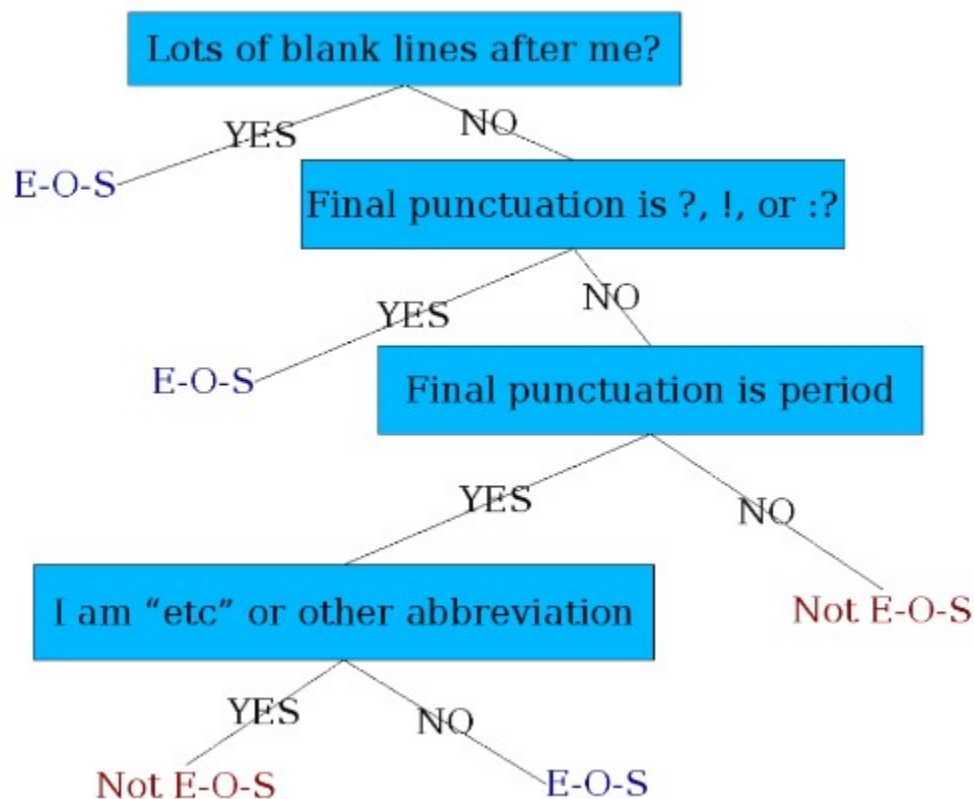 Lots of blank lines after me?
YES
NO
E-O-S
Final punctuation is ?, !, or :?
YES
NO
E-O-S
Final punctuation is period
YES
NO
I am “etc” or other abbreviation
Not E-O-S
YES
NO
Not E-O-S
E-O-S